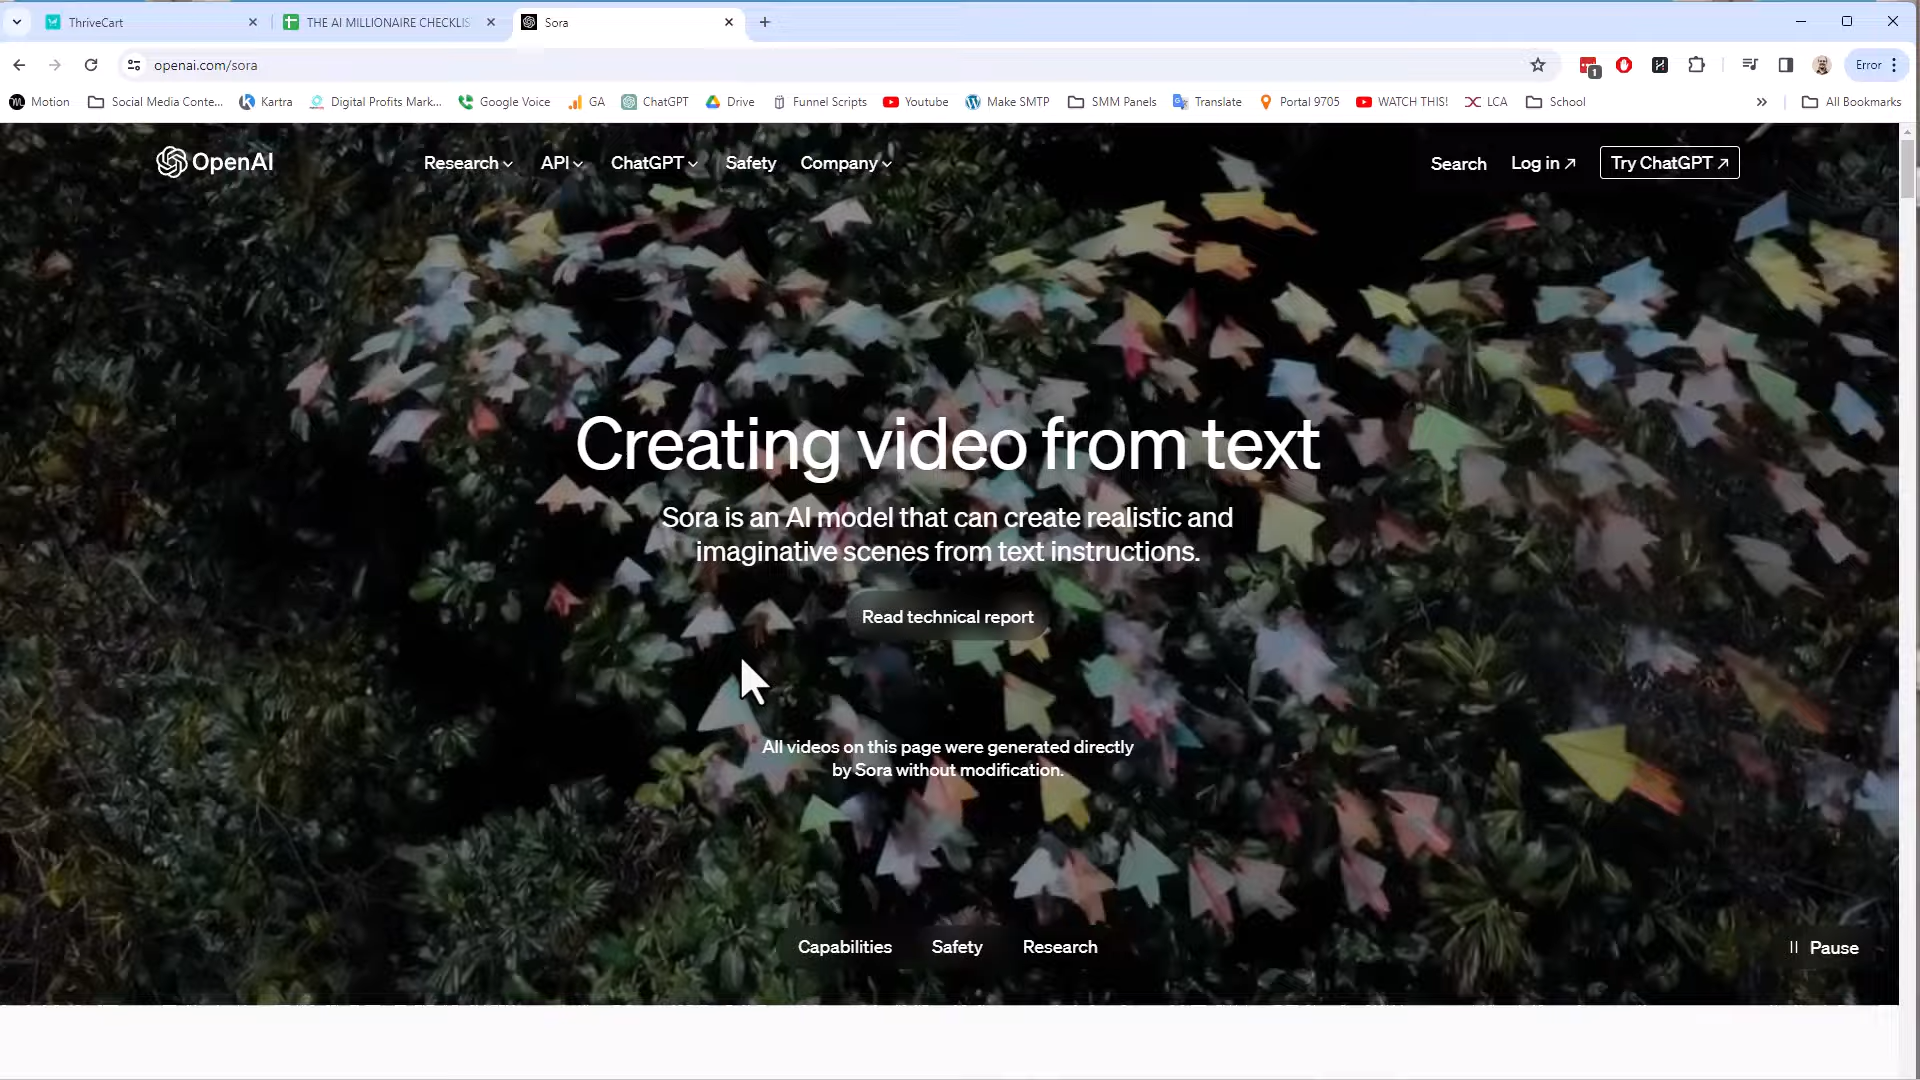 ThriveCart
THE AI MILLIONAIRE CHECKLIS
Sora
openai.com/sora
1
Error
Motion
Social Media Conte...
Kartra
Digital Profits Mark...
Google Voice
GA
ChatGPT
Drive
Funnel Scripts
Youtube
Make SMTP
SMM Panels
Translate
Portal 9705
WATCH THIS!
LCA
School
All Bookmarks
OpenAI
Research
API
ChatGPT
Safety
Company
Search
Log in
Try ChatGPT
Creating video from text
Sora is an AI model that can create realistic and
imaginative scenes from text instructions.
Read technical report
All videos on this page were generated directly
by Sora without modification.
Capabilities
Safety
Research
Pause